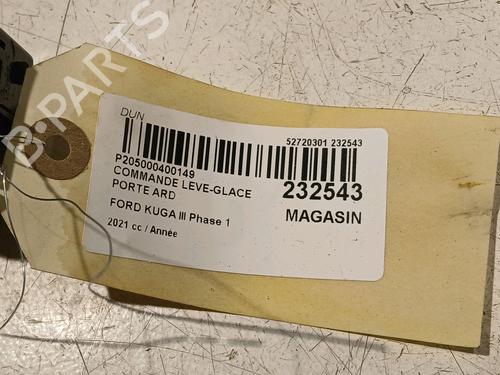 B-PARTS
DUN
52720301 232543
P205000400149
COMMANDE LEVE-GLACE
PORTE ARD
232543
FORD KUGA III Phase 1
MAGASIN
2021 cc / Année